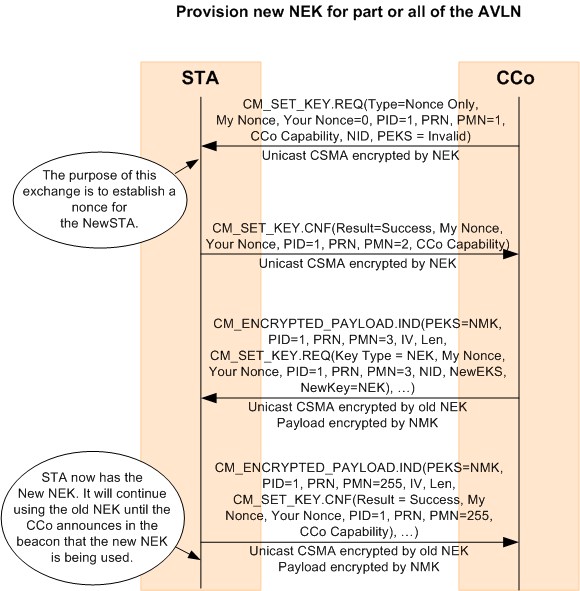 Provision new NEK for part or all of the AVLN
STA
CCo
CM_SET_KEY.REQ(Type=Nonce Only,
My Nonce, Your Nonce=0, PID=1, PRN, PMN=1,
CCo Capability, NID, PEKS = Invalid)
Unicast CSMA encrypted by NEK
The purpose of this
exchange is to establish a
nonce for
the NewSTA.
CM_SET_KEY.CNF(Result=Success, My Nonce,
Your Nonce, PID=1, PRN, PMN=2, CCo Capability)
Unicast CSMA encrypted by NEK
CM_ENCRYPTED_PAYLOAD.IND(PEKS=NMK,
PID=1, PRN, PMN=3, IV, Len,
CM_SET_KEY.REQ(Key Type = NEK, My Nonce,
Your Nonce, PID=1, PRN, PMN=3, NID, NewEKS,
NewKey=NEK), …)
Unicast CSMA encrypted by old NEK
Payload encrypted by NMK
STA now has the
New NEK. It will continue
using the old NEK until the
CCo announces in the
beacon that the new NEK
is being used.
CM_ENCRYPTED_PAYLOAD.IND(PEKS=NMK,
PID=1, PRN, PMN=255, IV, Len,
CM_SET_KEY.CNF(Result = Success, My
Nonce, Your Nonce, PID=1, PRN, PMN=255,
CCo Capability), …)
Unicast CSMA encrypted by old NEK
Payload encrypted by NMK